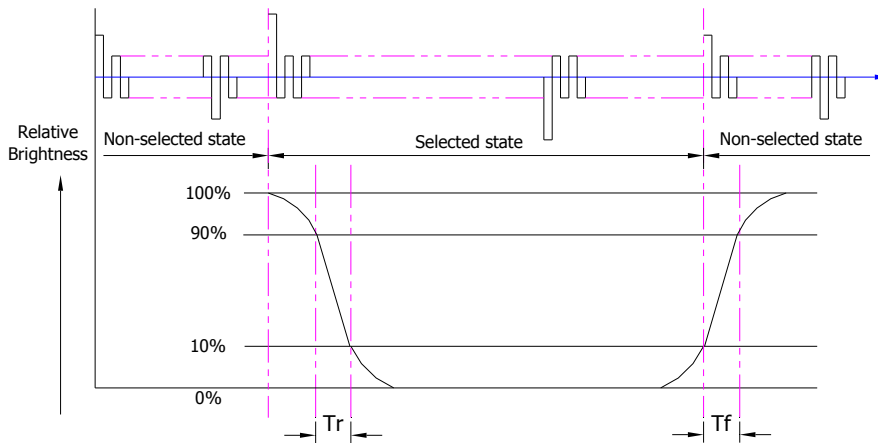 Relative
Brightness
Non-selected state
Selected state
Non-selected state
100%
90%
10%
0%
Tr
Tf